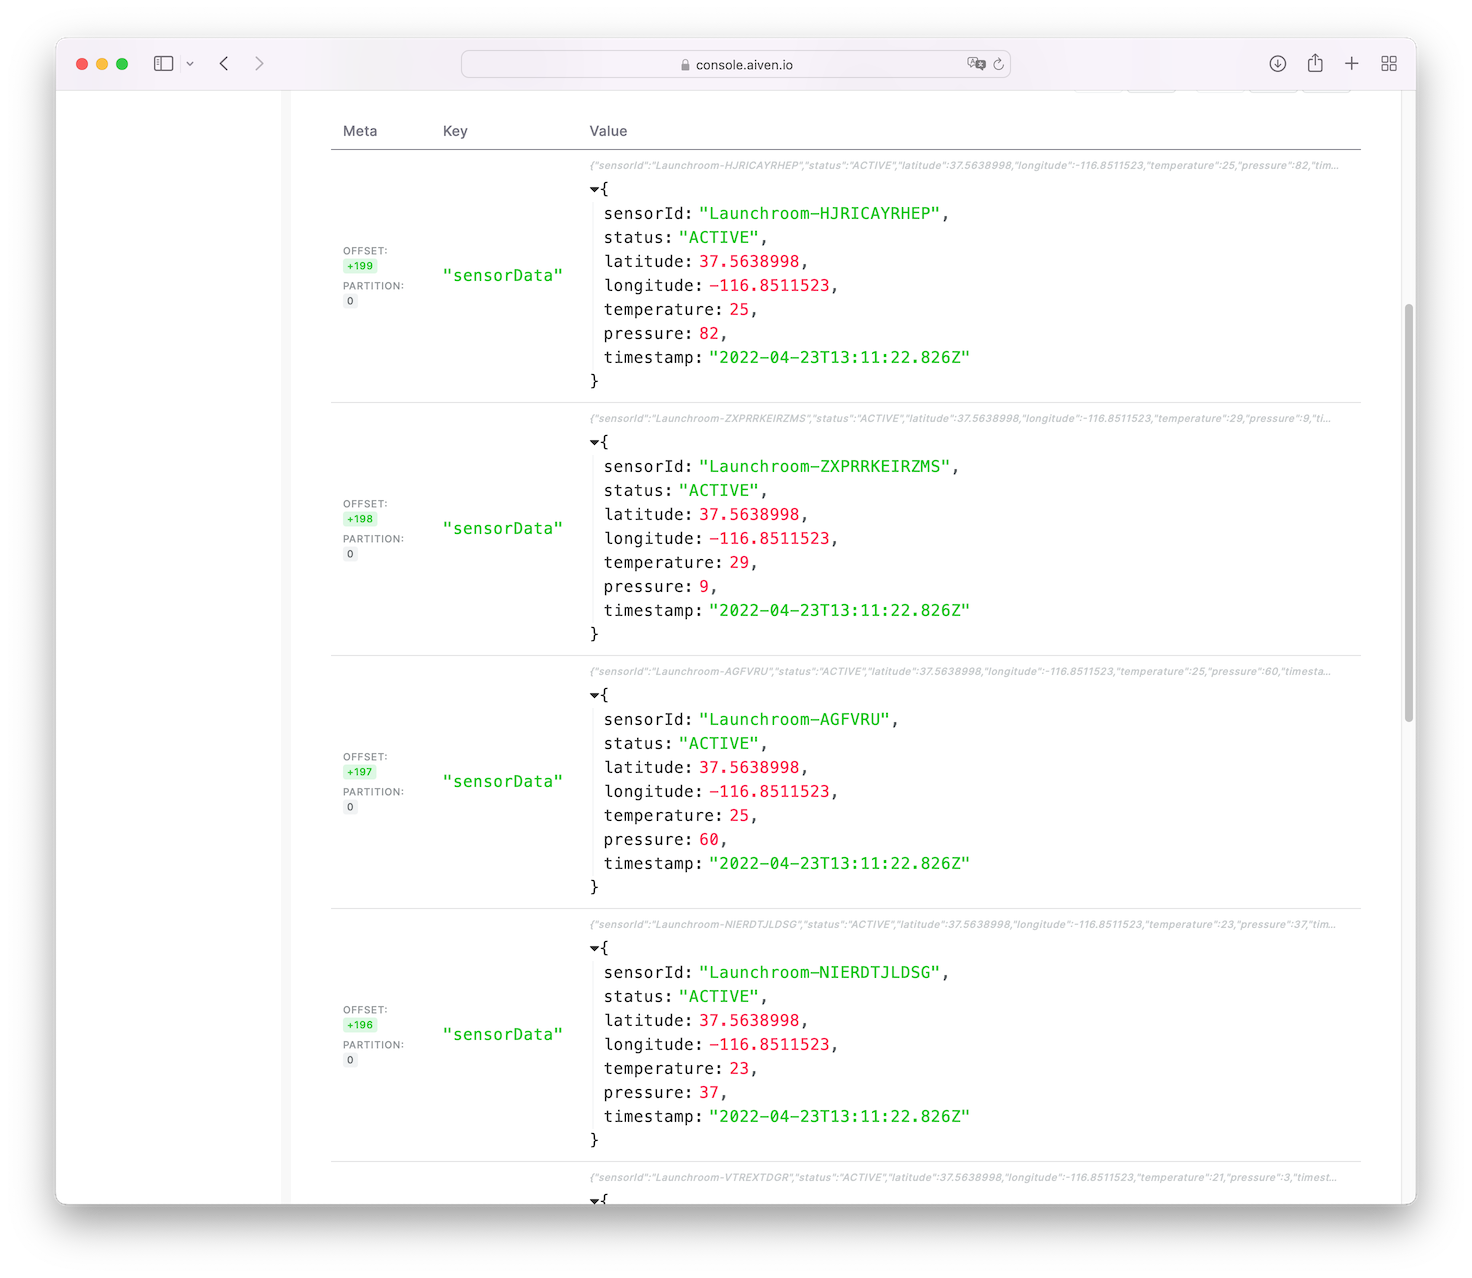 console.aiven.io
Meta Key Value
{"sensorId":"Launchroom-HJRICAYRHEP","status":"ACTIVE","latitude":37.5638998,"longitude":-116.8511523,"temperature":25,"pressure":82,"tim...
{
sensorId: "Launchroom-HJRICAYRHEP",
status: "ACTIVE",
OFFSET:
+199
PARTITION:
0
"sensorData"
latitude: 37.5638998,
longitude: -116.8511523,
temperature: 25,
pressure: 82,
timestamp: "2022-04-23T13:11:22.826Z"
}
{"sensorId":"Launchroom-ZXPRRKEIRZMS","status":"ACTIVE","latitude":37.5638998,"longitude":-116.8511523,"temperature":29,"pressure":9,"ti...
{
sensorId: "Launchroom-ZXPRRKEIRZMS",
status: "ACTIVE",
OFFSET:
+198
PARTITION:
0
"sensorData"
latitude: 37.5638998,
longitude: -116.8511523,
temperature: 29,
pressure: 9,
timestamp: "2022-04-23T13:11:22.826Z"
}
{"sensorId":"Launchroom-AGFVRU","status":"ACTIVE","latitude":37.5638998,"longitude":-116.8511523,"temperature":25,"pressure":60,"timesta...
{
sensorId: "Launchroom-AGFVRU",
status: "ACTIVE",
OFFSET:
+197
PARTITION:
0
"sensorData"
latitude: 37.5638998,
longitude: -116.8511523,
temperature: 25,
pressure: 60,
timestamp: "2022-04-23T13:11:22.826Z"
}
{"sensorId":"Launchroom-NIERDTJLDSG","status":"ACTIVE","latitude":37.5638998,"longitude":-116.8511523,"temperature":23,"pressure":37,"tim...
{
sensorId: "Launchroom-NIERDTJLDSG",
status: "ACTIVE",
OFFSET:
+196
PARTITION:
0
"sensorData"
latitude: 37.5638998,
longitude: -116.8511523,
temperature: 23,
pressure: 37,
timestamp: "2022-04-23T13:11:22.826Z"
}
{"sensorId":"Launchroom-VTREXTDGR","status":"ACTIVE","latitude":37.5638998,"longitude":-116.8511523,"temperature":21,"pressure":3,"timest...
{